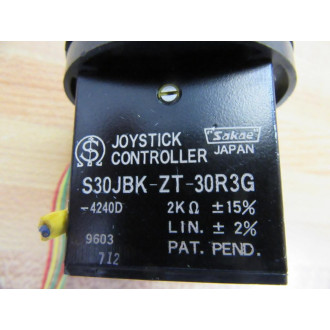 JOYSTICK
CONTROLLER
Sakae
JAPAN
S30JBK-ZT-30R3G
-4240D 2KΩ ±15%
LIN. ± 2%
9603
712
PAT. PEND.